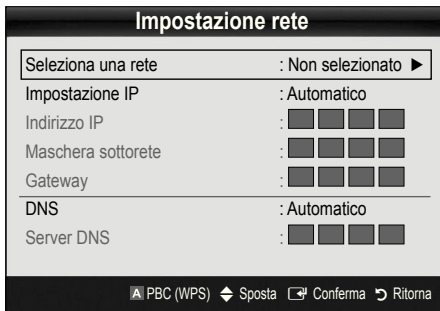 Impostazione rete
Seleziona una rete : Non selezionato ►
Impostazione IP : Automatico
Indirizzo IP :
Maschera sottorete :
Gateway :
DNS : Automatico
Server DNS :
A PBC (WPS) Sposta Conferma Ritorna